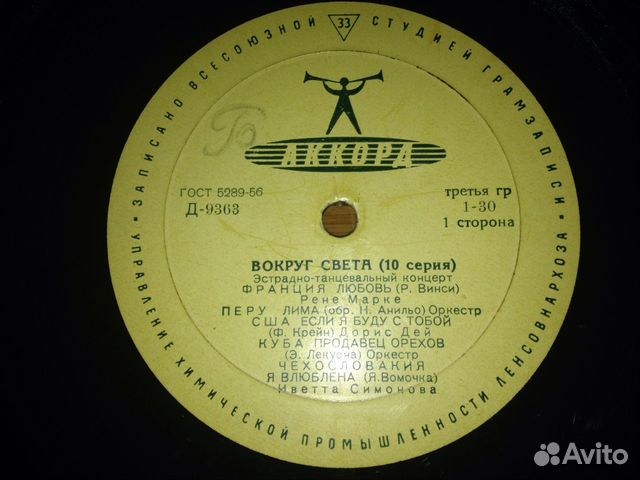 ЗАПИСАНО ВСЕСОЮЗНОЙ 33 СТУДИЕЙ ГРАМЗАПИСИ
УПРАВЛЕНИЕ ХИМИЧЕСКОЙ ПРОМЫШЛЕННОСТИ ЛЕНСОВНАРХОЗА
АККОРД
ГОСТ 5289-56
Д-9363
третья гр
1-30
1 сторона
ВОКРУГ СВЕТА (10 серия)
Эстрадно-танцевальный концерт
ФРАНЦИЯ ЛЮБОВЬ (Р. Винси)
Рене Марке
ПЕРУ ЛИМА (обр. Н. Анильо) Оркестр
США ЕСЛИ Я БУДУ С ТОБОЙ
(Ф. Крейн) Дорис Дей
КУБА ПРОДАВЕЦ ОРЕХОВ
(Э. Лекуона) Оркестр
ЧЕХОСЛОВАКИЯ
Я ВЛЮБЛЕНА (Я. Вомочка)
Иветта Симонова
Avito